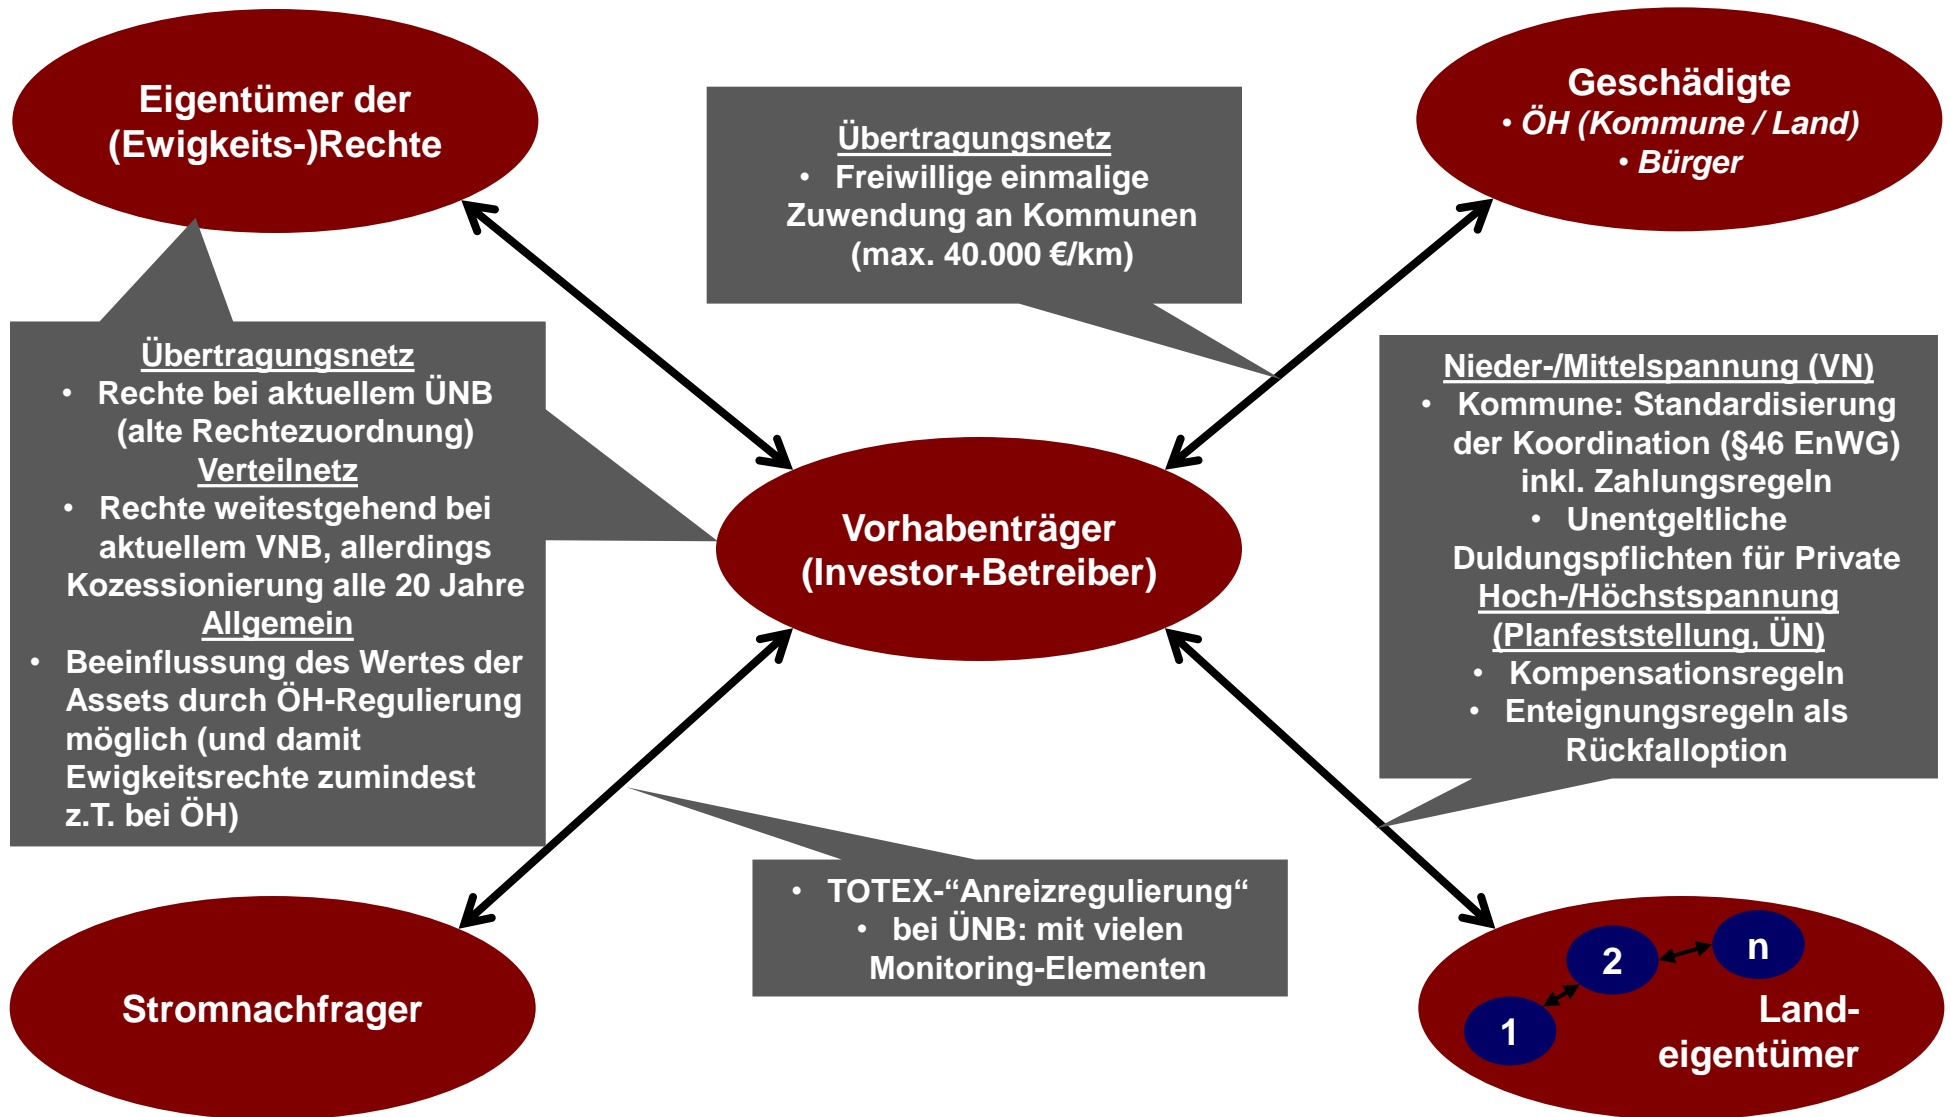 Eigentümer der
(Ewigkeits-)Rechte
Übertragungsnetz
• Freiwillige einmalige
Zuwendung an Kommunen
(max. 40.000 €/km)
Geschädigte
• ÖH (Kommune / Land)
• Bürger
Übertragungsnetz
• Rechte bei aktuellem ÜNB
(alte Rechtezuordnung)
Verteilnetz
• Rechte weitestgehend bei
aktuellem VNB, allerdings
Kozessionierung alle 20 Jahre
Allgemein
• Beeinflussung des Wertes der
Assets durch ÖH-Regulierung
möglich (und damit
Ewigkeitsrechte zumindest
z.T. bei ÖH)
Vorhabenträger
(Investor+Betreiber)
Nieder-/Mittelspannung (VN)
• Kommune: Standardisierung
der Koordination (§46 EnWG)
inkl. Zahlungsregeln
• Unentgeltliche
Duldungspflichten für Private
Hoch-/Höchstspannung
(Planfeststellung, ÜN)
• Kompensationsregeln
• Enteignungsregeln als
Rückfalloption
Stromnachfrager
• TOTEX-“Anreizregulierung“
• bei ÜNB: mit vielen
Monitoring-Elementen
1
2
n
Land-
eigentümer